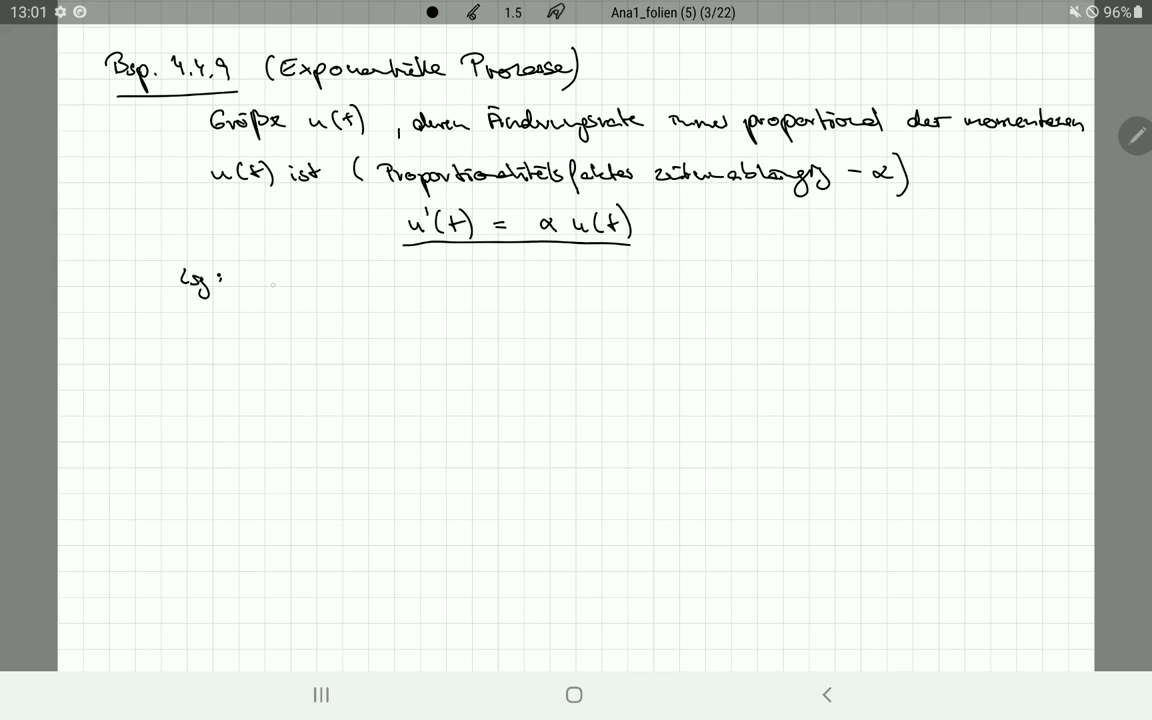 13:01 1.5 Ana1_folien (5) (3/22) 96%
Bsp. 4.4.9 (Exponentielle Prozesse)
Größe u(t), deren Änderungsrate immer proportional der momentanen
u(t) ist (Proportionalitätsfaktor zeitunabhängig - α)
u'(t) = α u(t)
Lsg: